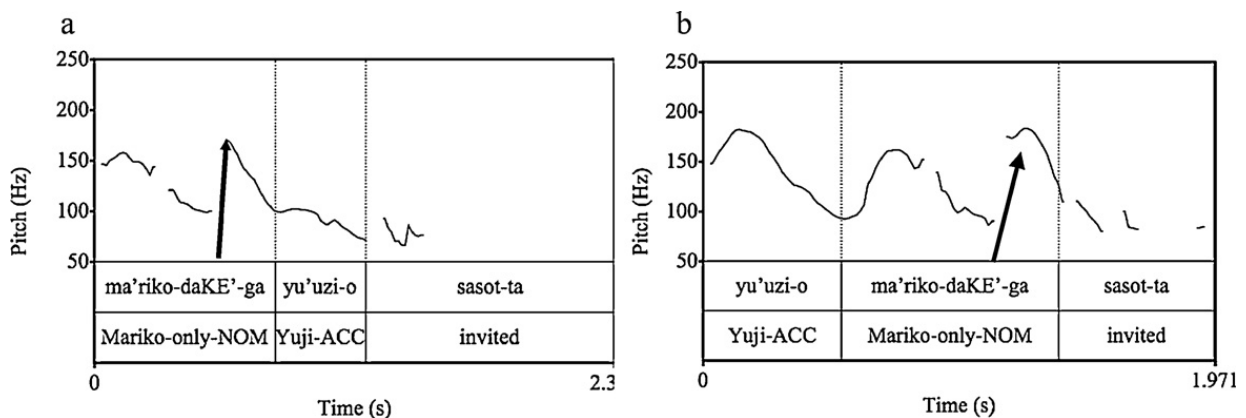 a
250
200
150
100
50
Pitch (Hz)
ma’riko-daKE’-ga yu’uzi-o sasot-ta
Mariko-only-NOM Yuji-ACC invited
0 2.3
Time (s)
b
250
200
150
100
50
Pitch (Hz)
yu’uzi-o ma’riko-daKE’-ga sasot-ta
Yuji-ACC Mariko-only-NOM invited
0 1.971
Time (s)